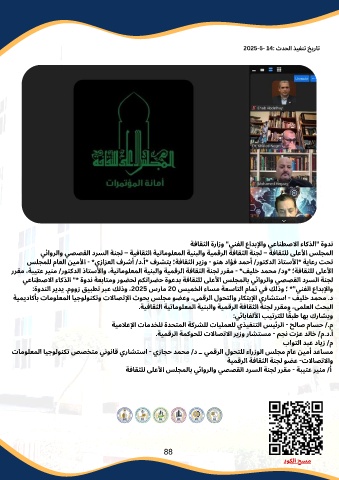 تاريخ تنفيذ الحدث :14 -5-2025
المجلس الأعلى للثقافة
أمانة المؤتمرات
ندوة "الذكاء الاصطناعي والإبداع الفني" وزارة الثقافة
المجلس الأعلى للثقافة – لجنة الثقافة الرقمية والبنية المعلوماتية الثقافية – لجنة السرد القصصي والروائي
تحت رعاية *الأستاذ الدكتور/ أحمد فؤاد هنو - وزير الثقافة؛ يتشرف *أ.د/ أشرف العزازي* - الأمين العام للمجلس
الأعلى للثقافة؛ *ود/ محمد خليف* - مقرر لجنة الثقافة الرقمية والبنية المعلوماتية، والأستاذ الدكتور/ منير عتيبة، مقرر
لجنة السرد القصصي والروائي بالمجلس الأعلى للثقافة بدعوة حضراتكم لحضور ومتابعة ندوة *" الذكاء الاصطناعي
والإبداع الفني"* ؛ وذلك في تمام التاسعة مساء الخميس 20 مارس 2025، وذلك عبر تطبيق زووم. يدير الندوة:
د. محمد خليف - استشاري الإبتكار والتحول الرقمي، وعضو مجلس بحوث الإتصالات وتكنولوجيا المعلومات بأكاديمية
البحث العلمي، ومقرر لجنة الثقافة الرقمية والبنية المعلوماتية الثقافية.
ويشارك بها طبقًا للترتيب الألفبائي:
م./ حسام صالح - الرئيس التنفيذي للعمليات للشركة المتحدة للخدمات الإعلامية
أ.د.م/ خالد عزت نجم - مستشار وزير الاتصالات للحوكمة الرقمية.
م/ زياد عبد التواب
مساعد أمين عام مجلس الوزراء للتحول الرقمي _ د/ محمد حجازي - استشاري قانوني متخصص تكنولوجيا المعلومات
والاتصالات- عضو لجنة الثقافة الرقمية
أ/ منير عتيبة - مقرر لجنة السرد القصصي والروائي بالمجلس الأعلى للثقافة
88
مسح الكود